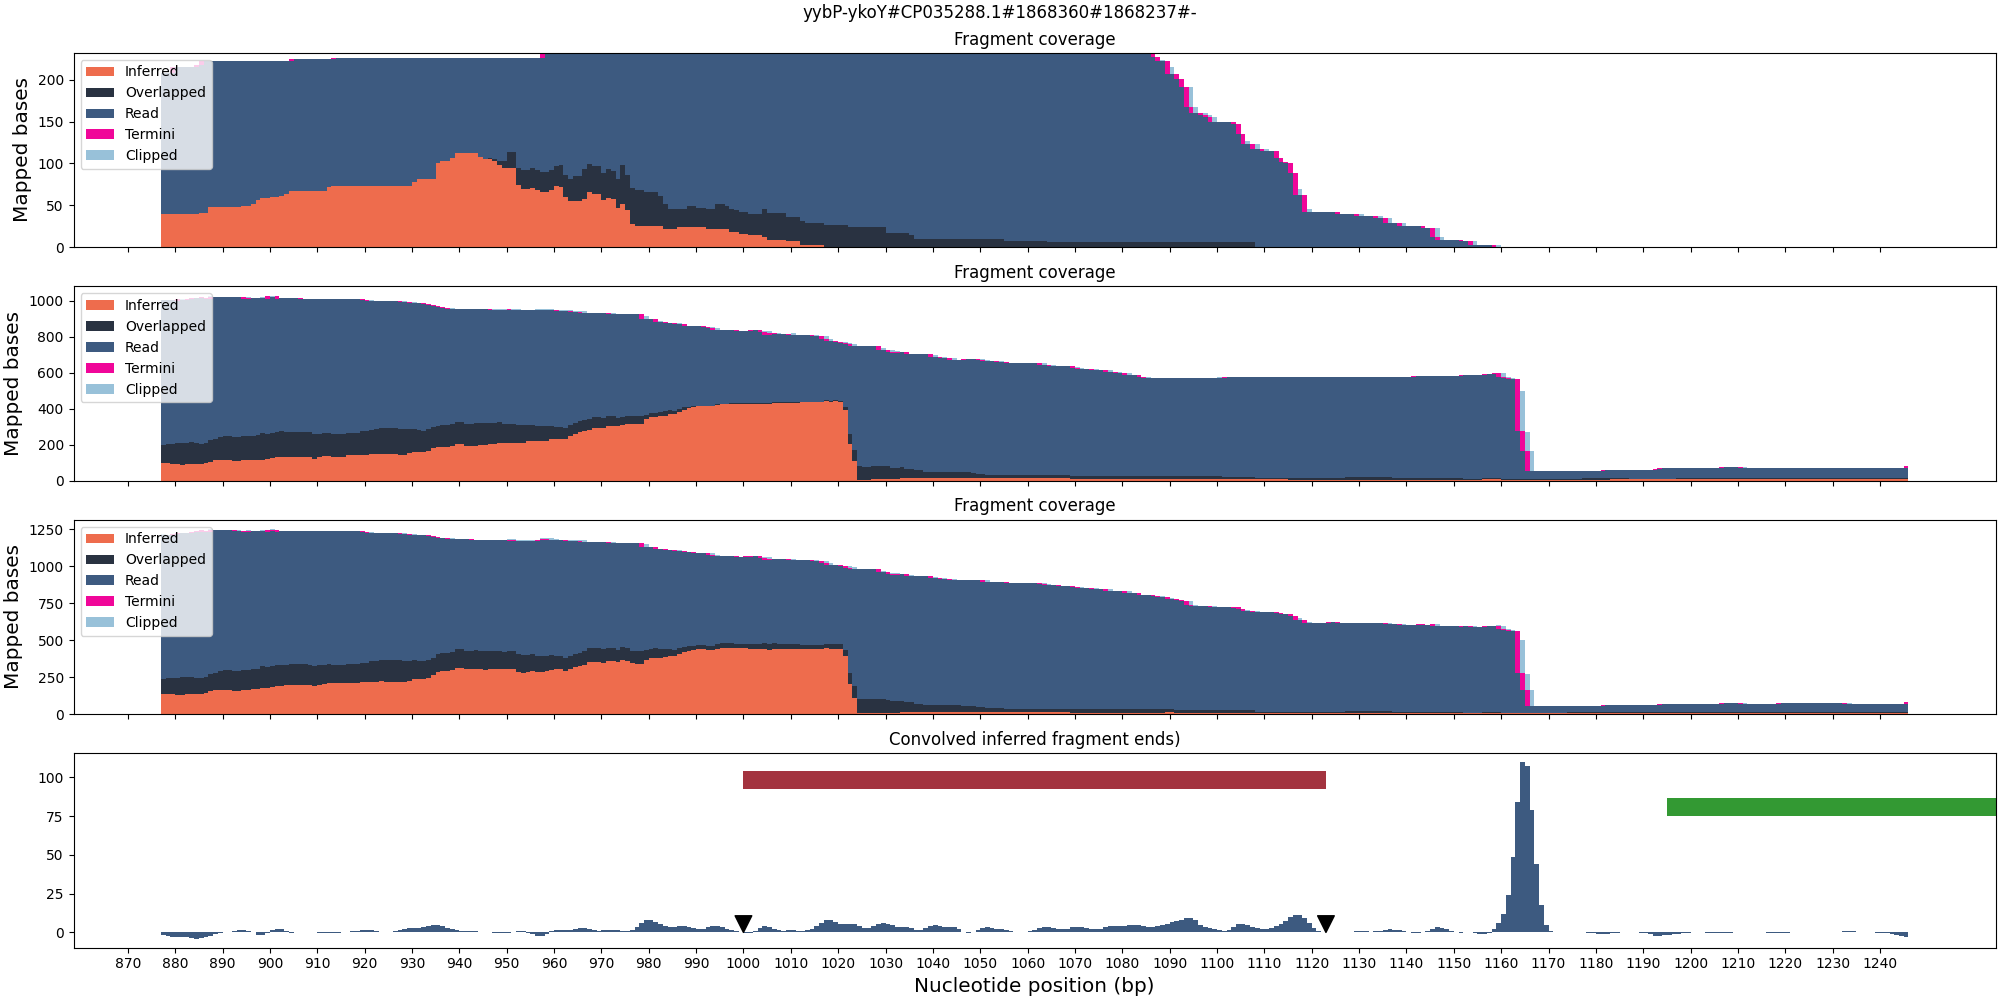 yybP-ykoY#CP035288.1#1868360#1868237#-
Fragment coverage
Mapped bases
200
150
100
50
0
Inferred
Overlapped
Read
Termini
Clipped
Fragment coverage
Mapped bases
1000
800
600
400
200
0
Inferred
Overlapped
Read
Termini
Clipped
Fragment coverage
Mapped bases
1250
1000
750
500
250
0
Inferred
Overlapped
Read
Termini
Clipped
Convolved inferred fragment ends)
100
75
50
25
0
870 880 890 900 910 920 930 940 950 960 970 980 990 1000 1010 1020 1030 1040 1050 1060 1070 1080 1090 1100 1110 1120 1130 1140 1150 1160 1170 1180 1190 1200 1210 1220 1230 1240
Nucleotide position (bp)